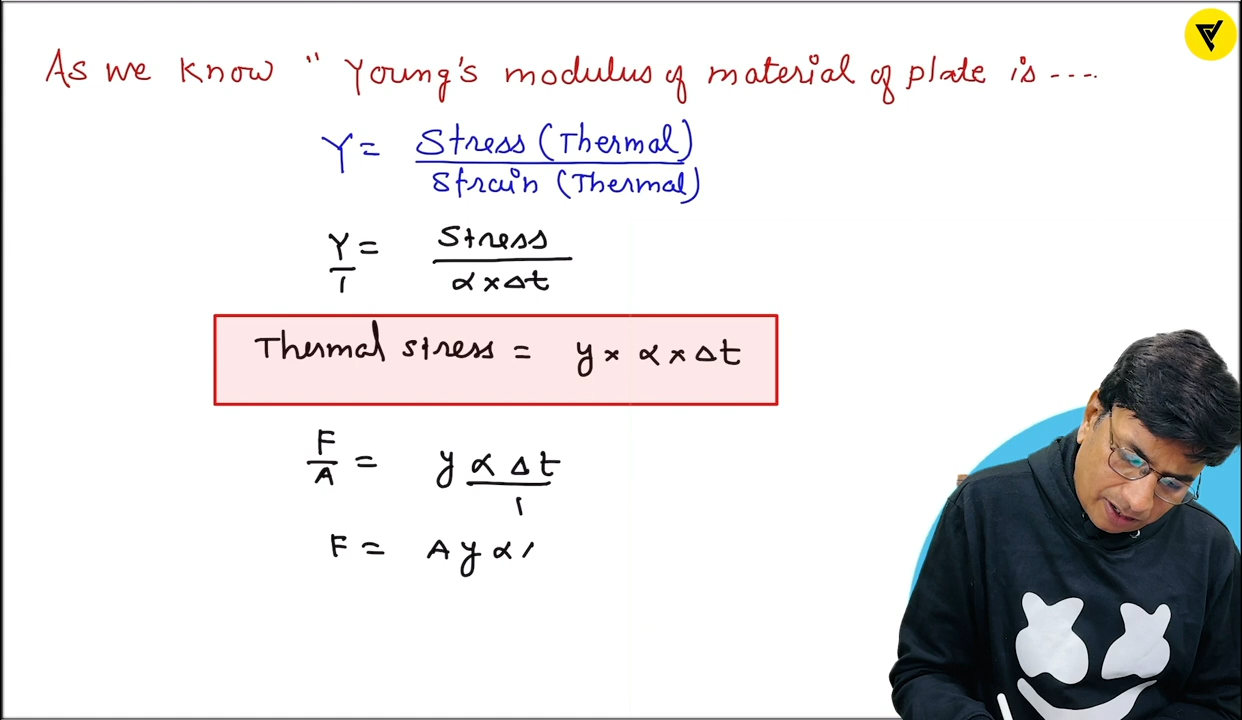 As we know " Young's modulus of material of plate is ----
Y = Stress (Thermal)
Strain (Thermal)
Y = Stress
1 α × Δt
Thermal stress = y × α × Δt
F = y α Δt
A 1
F = A y α